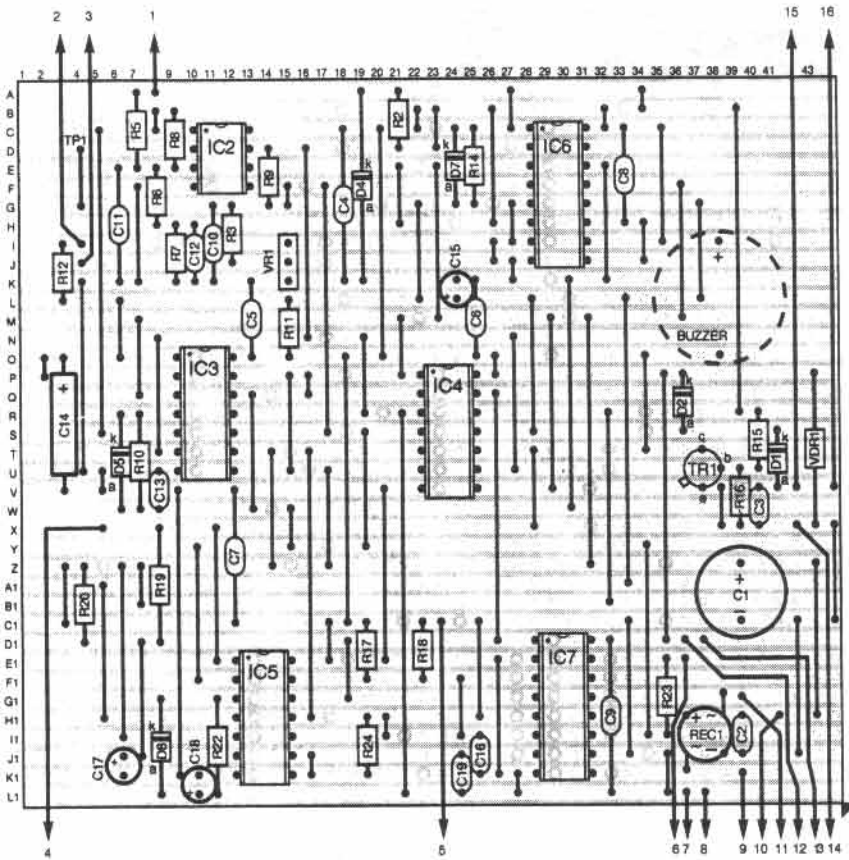 2 3 1 15 16
1 2 4 5 6 7 9 10 11 12 13 14 15 16 17 18 19 20 21 22 23 24 25 26 27 28 29 30 31 32 33 34 35 36 37 38 39 40 41 43
A
B
C TP1 R5 R8 IC2 R2 IC6
D R9 k D7 R14 C8
E k D4
F R6 C4 a
G C11 a
H R7 C12 C10 R3
I
J R12 VR1 C15 +
K +
L R11 C6
M C5
N BUZZER
O
P + IC3 IC4
Q D2
R C14 k a R15 k
S c
T D5 R10 TR1 b D1 VDR1
U a C13 a
V R16 C3
W
X
Y C7
Z
A1 R20 R19 + C1
B1 −
C1
D1 R17 R18 IC7
E1 IC5
F1 R23
G1
H1 k C9 + ~
I1 D8 R22 R24 REC1 C2
J1 C17 + a C18 C19 C16 − ~
K1
L1
4 5 6 7 8 9 10 11 12 13 14